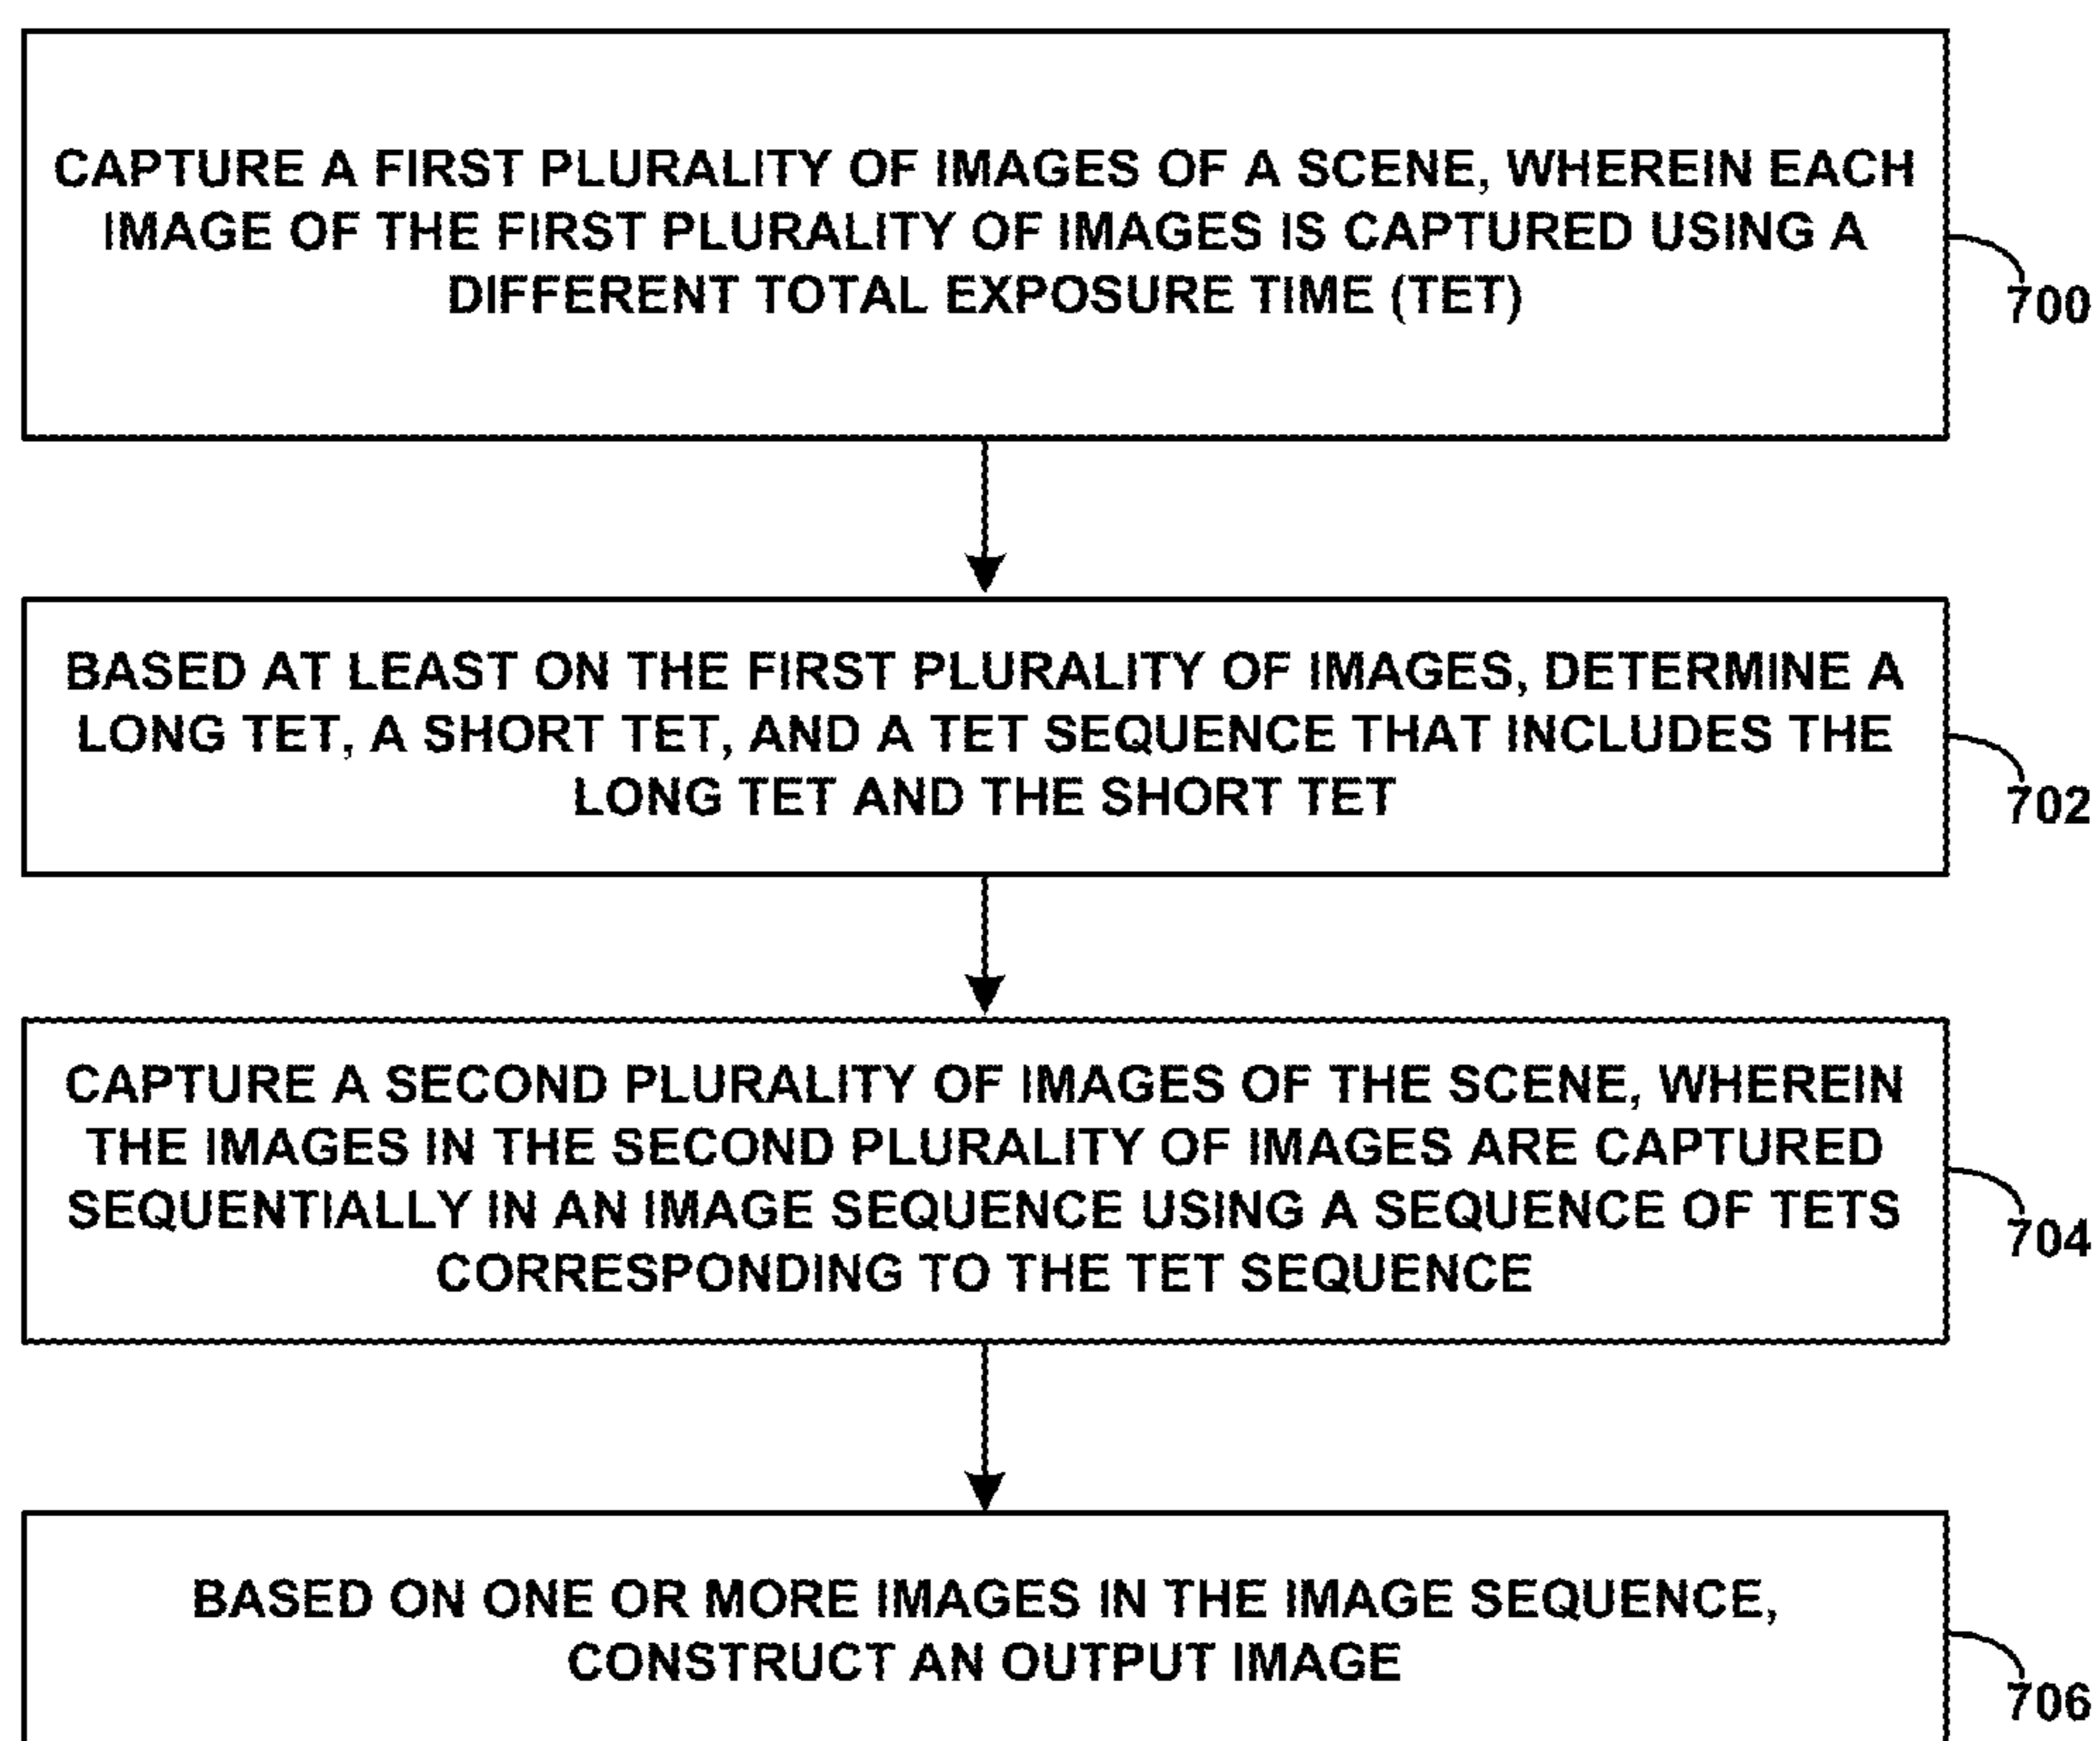 CAPTURE A FIRST PLURALITY OF IMAGES OF A SCENE, WHEREIN EACH
IMAGE OF THE FIRST PLURALITY OF IMAGES IS CAPTURED USING A
DIFFERENT TOTAL EXPOSURE TIME (TET)
700
BASED AT LEAST ON THE FIRST PLURALITY OF IMAGES, DETERMINE A
LONG TET, A SHORT TET, AND A TET SEQUENCE THAT INCLUDES THE
LONG TET AND THE SHORT TET
702
CAPTURE A SECOND PLURALITY OF IMAGES OF THE SCENE, WHEREIN
THE IMAGES IN THE SECOND PLURALITY OF IMAGES ARE CAPTURED
SEQUENTIALLY IN AN IMAGE SEQUENCE USING A SEQUENCE OF TETS
CORRESPONDING TO THE TET SEQUENCE
704
BASED ON ONE OR MORE IMAGES IN THE IMAGE SEQUENCE,
CONSTRUCT AN OUTPUT IMAGE
706